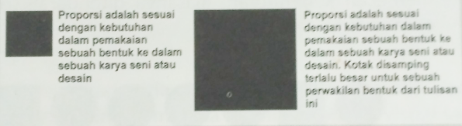 Proporsi adalah sesuai
dengan kebutuhan
dalam pemakaian
sebuah bentuk ke dalam
sebuah karya seni atau
desain
Proporsi adalah sesuai
dengan kebutuhan dalam
pemakaian sebuah bentuk ke
dalam sebuah karya seni atau
desain. Kotak disamping
terlalu besar untuk sebuah
perwakilan bentuk dari tulisan
ini